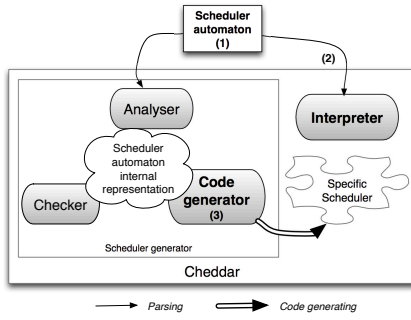 Scheduler
automaton
(1)
(2)
Analyser
Interpreter
Scheduler
automaton
internal
representation
Specific
Scheduler
Code
generator
(3)
Checker
Scheduler generator
Cheddar
Parsing
Code generating